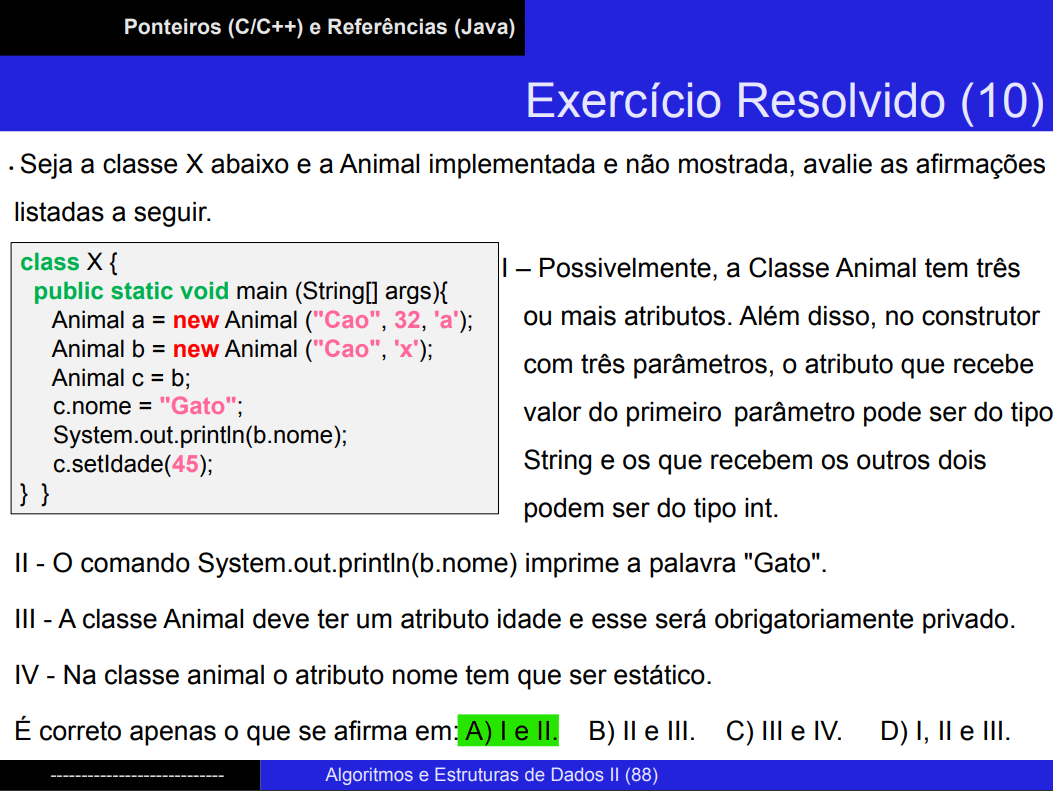 Ponteiros (C/C++) e Referências (Java)
Exercício Resolvido (10)
• Seja a classe X abaixo e a Animal implementada e não mostrada, avalie as afirmações
listadas a seguir.
class X {
public static void main (String[] args){
Animal a = new Animal ("Cao", 32, 'a');
Animal b = new Animal ("Cao", 'x');
Animal c = b;
c.nome = "Gato";
System.out.println(b.nome);
c.setIdade(45);
} }
I – Possivelmente, a Classe Animal tem três
ou mais atributos. Além disso, no construtor
com três parâmetros, o atributo que recebe
valor do primeiro parâmetro pode ser do tipo
String e os que recebem os outros dois
podem ser do tipo int.
II - O comando System.out.println(b.nome) imprime a palavra "Gato".
III - A classe Animal deve ter um atributo idade e esse será obrigatoriamente privado.
IV - Na classe animal o atributo nome tem que ser estático.
É correto apenas o que se afirma em: A) I e II. B) II e III. C) III e IV. D) I, II e III.
---------------------------- Algoritmos e Estruturas de Dados II (88)